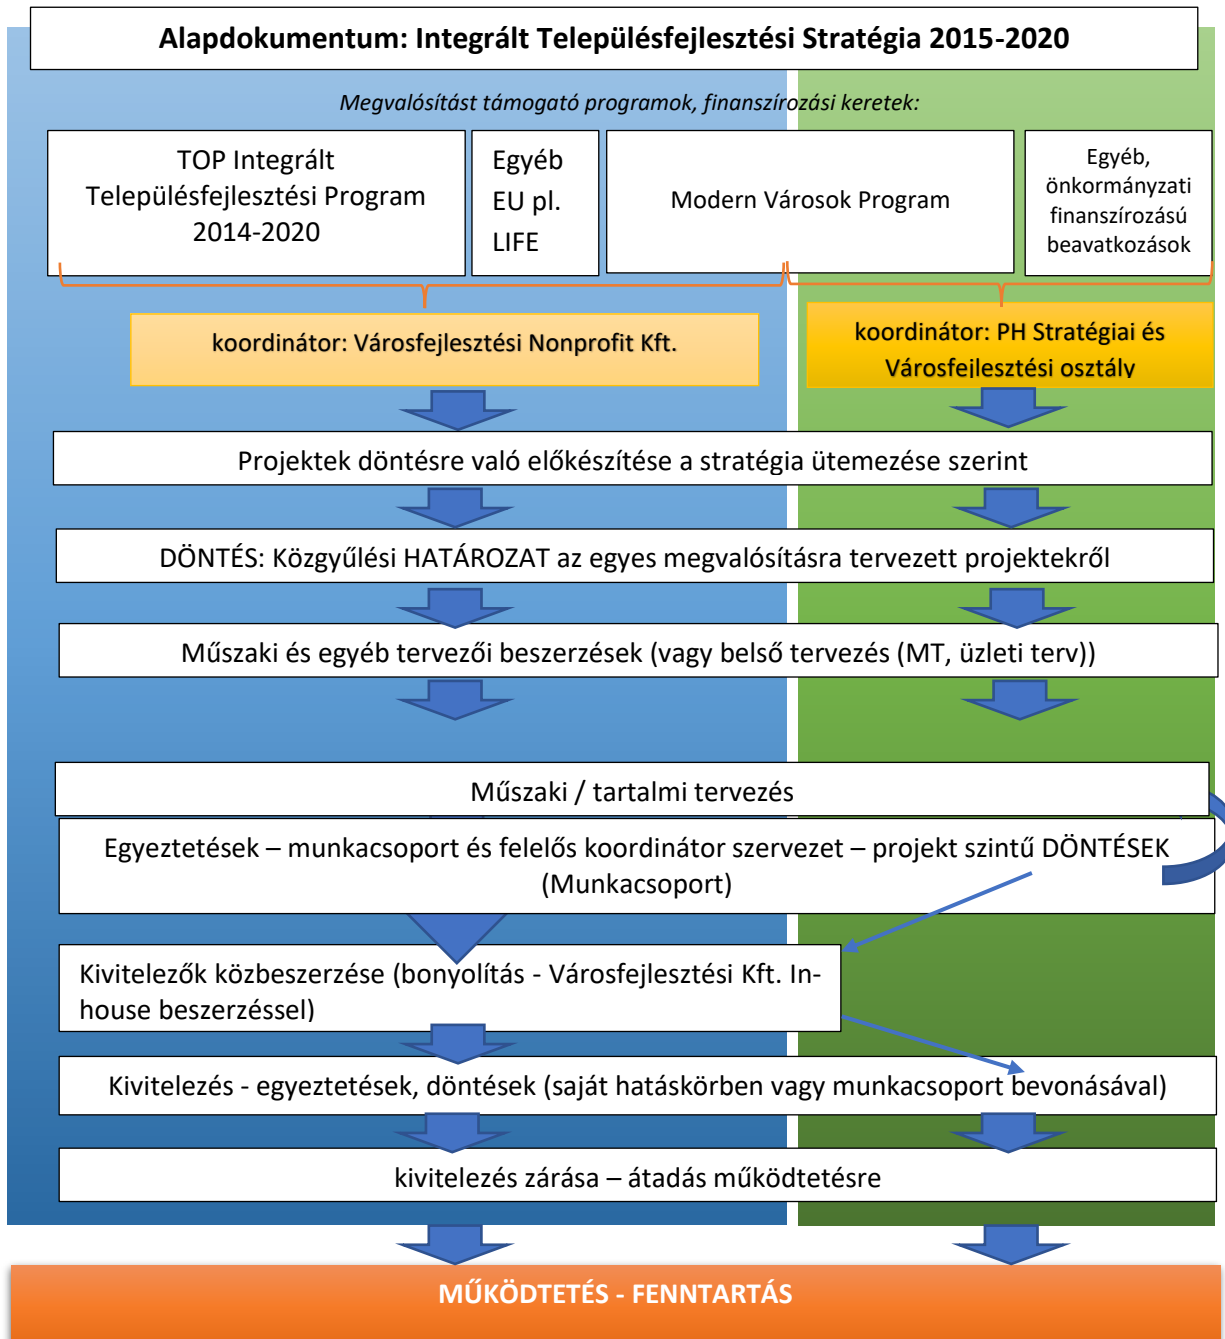 Alapdokumentum: Integrált Településfejlesztési Stratégia 2015-2020
Megvalósítást támogató programok, finanszírozási keretek:
TOP Integrált
Településfejlesztési Program
2014-2020
Egyéb
EU pl.
LIFE
Modern Városok Program
Egyéb,
önkormányzati
finanszírozású
beavatkozások
koordinátor: Városfejlesztési Nonprofit Kft.
koordinátor: PH Stratégiai és
Városfejlesztési osztály
Projektek döntésre való előkészítése a stratégia ütemezése szerint
DÖNTÉS: Közgyűlési HATÁROZAT az egyes megvalósításra tervezett projektekről
Műszaki és egyéb tervezői beszerzések (vagy belső tervezés (MT, üzleti terv))
Műszaki / tartalmi tervezés
Egyeztetések – munkacsoport és felelős koordinátor szervezet – projekt szintű DÖNTÉSEK
(Munkacsoport)
Kivitelezők közbeszerzése (bonyolítás - Városfejlesztési Kft. In-
house beszerzéssel)
Kivitelezés - egyeztetések, döntések (saját hatáskörben vagy munkacsoport bevonásával)
kivitelezés zárása – átadás működtetésre
MŰKÖDTETÉS - FENNTARTÁS